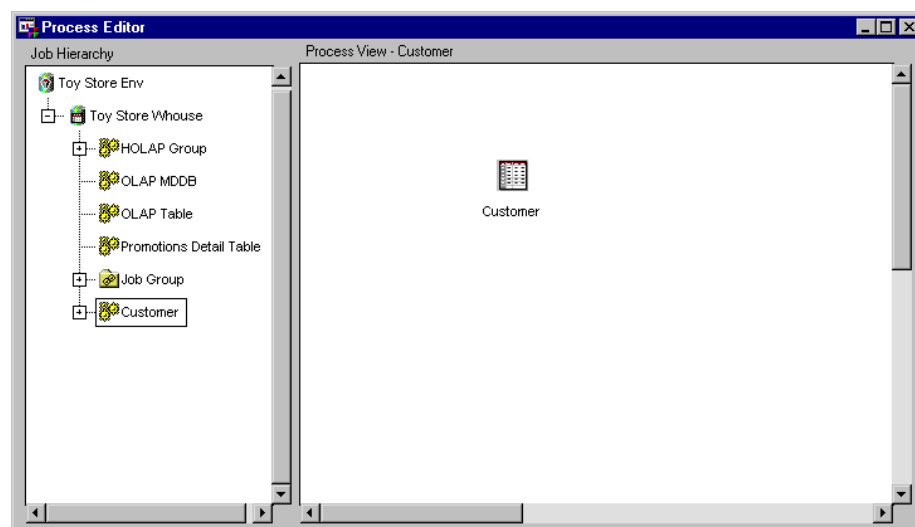 Process Editor
Job Hierarchy
Toy Store Env
Toy Store Whouse
HOLAP Group
OLAP MDDB
OLAP Table
Promotions Detail Table
Job Group
Customer
Process View - Customer
Customer